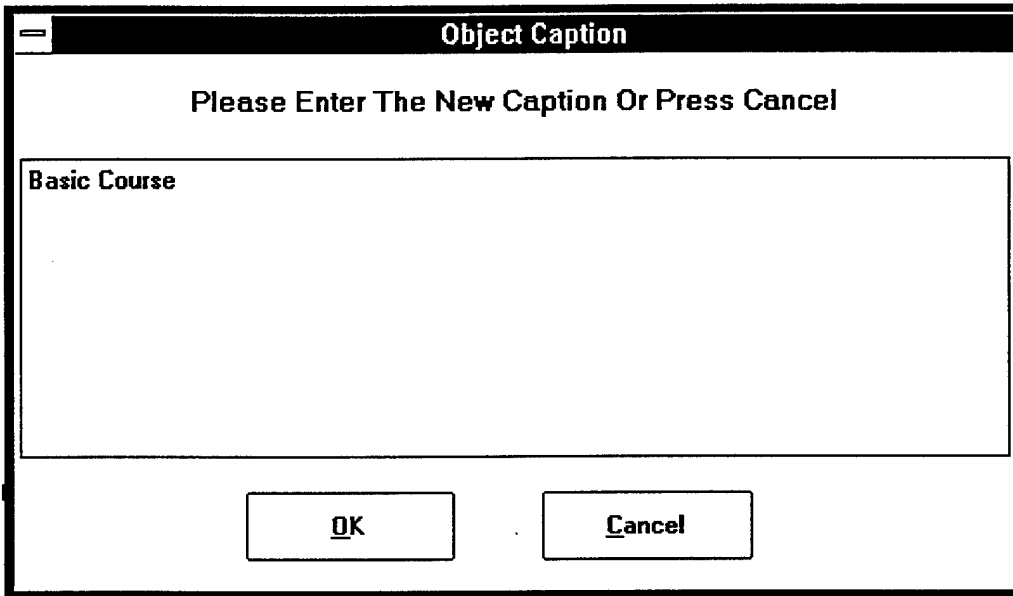 Object Caption
Please Enter The New Caption Or Press Cancel
Basic Course
OK
Cancel